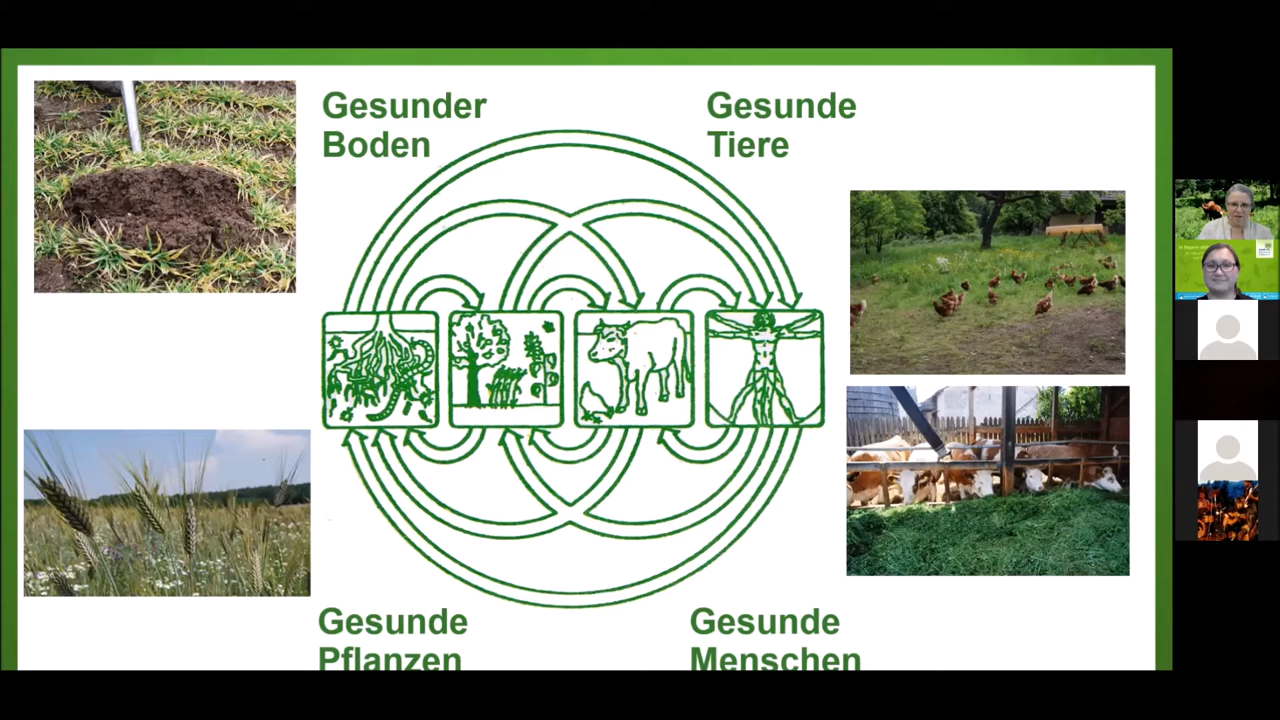 Gesunder
Boden
Gesunde
Tiere
Gesunde
Pflanzen
Gesunde
Menschen